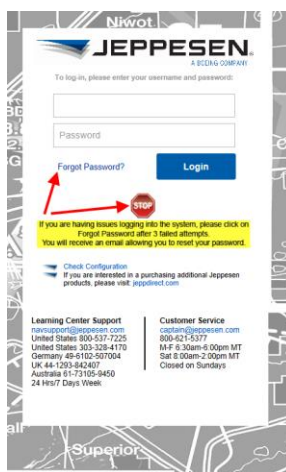 Niwot
JEPPESEN.
A BOEING COMPANY
To log-in, please enter your username and password:
Password
Forgot Password?
Login
STOP
If you are having issues logging into the system, please click on
Forgot Password after 3 failed attempts.
You will receive an email allowing you to reset your password.
Check Configuration
If you are interested in a purchasing additional Jeppesen
products, please visit: jeppdirect.com
Learning Center Support
navsupport@jeppesen.com
United States 800-537-7225
United States 303-328-4170
Germany 49-6102-507004
UK 44-1293-842407
Australia 61-73105-9450
24 Hrs/7 Days Week
Customer Service
captain@jeppesen.com
800-621-5377
M-F 6:30am-6:00pm MT
Sat 8:00am-2:00pm MT
Closed on Sundays
Superior